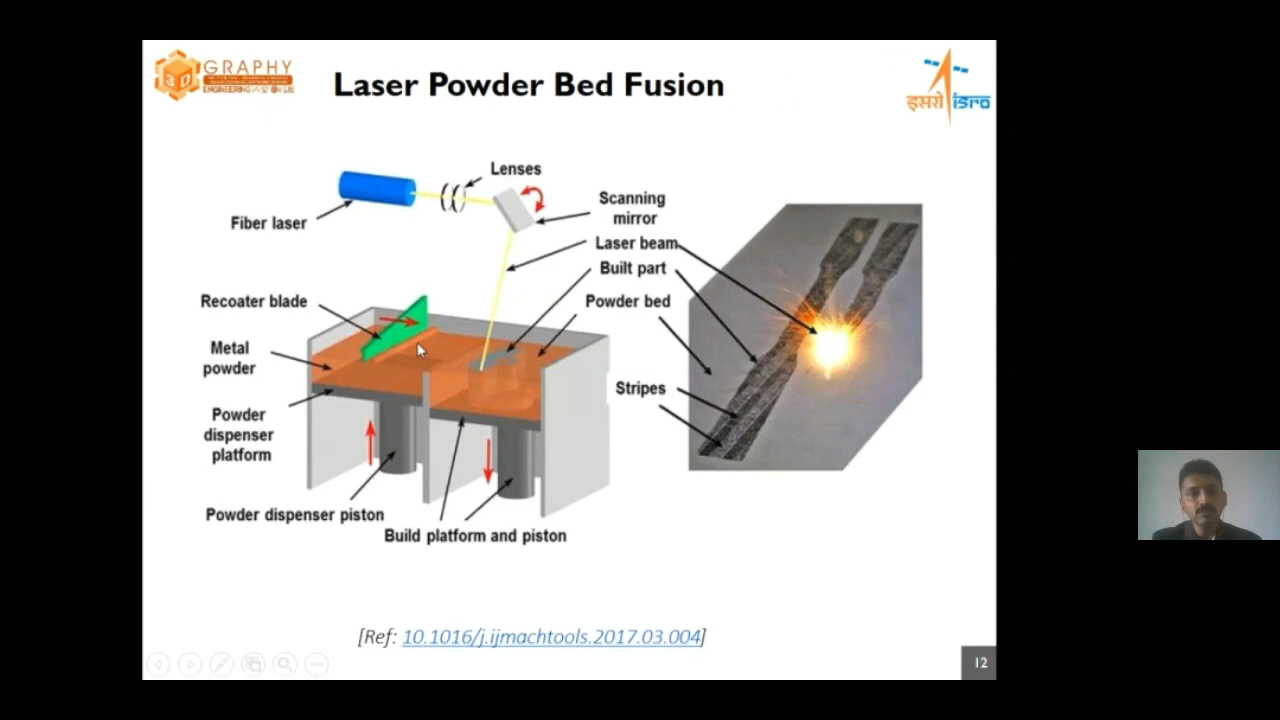 3D
GRAPHY
ENGINEERING
Laser Powder Bed Fusion
इसरो isro
Lenses
Fiber laser
Scanning
mirror
Laser beam
Built part
Powder bed
Recoater blade
Metal
powder
Powder
dispenser
platform
Stripes
Powder dispenser piston
Build platform and piston
[Ref: 10.1016/j.ijmachtools.2017.03.004]
12